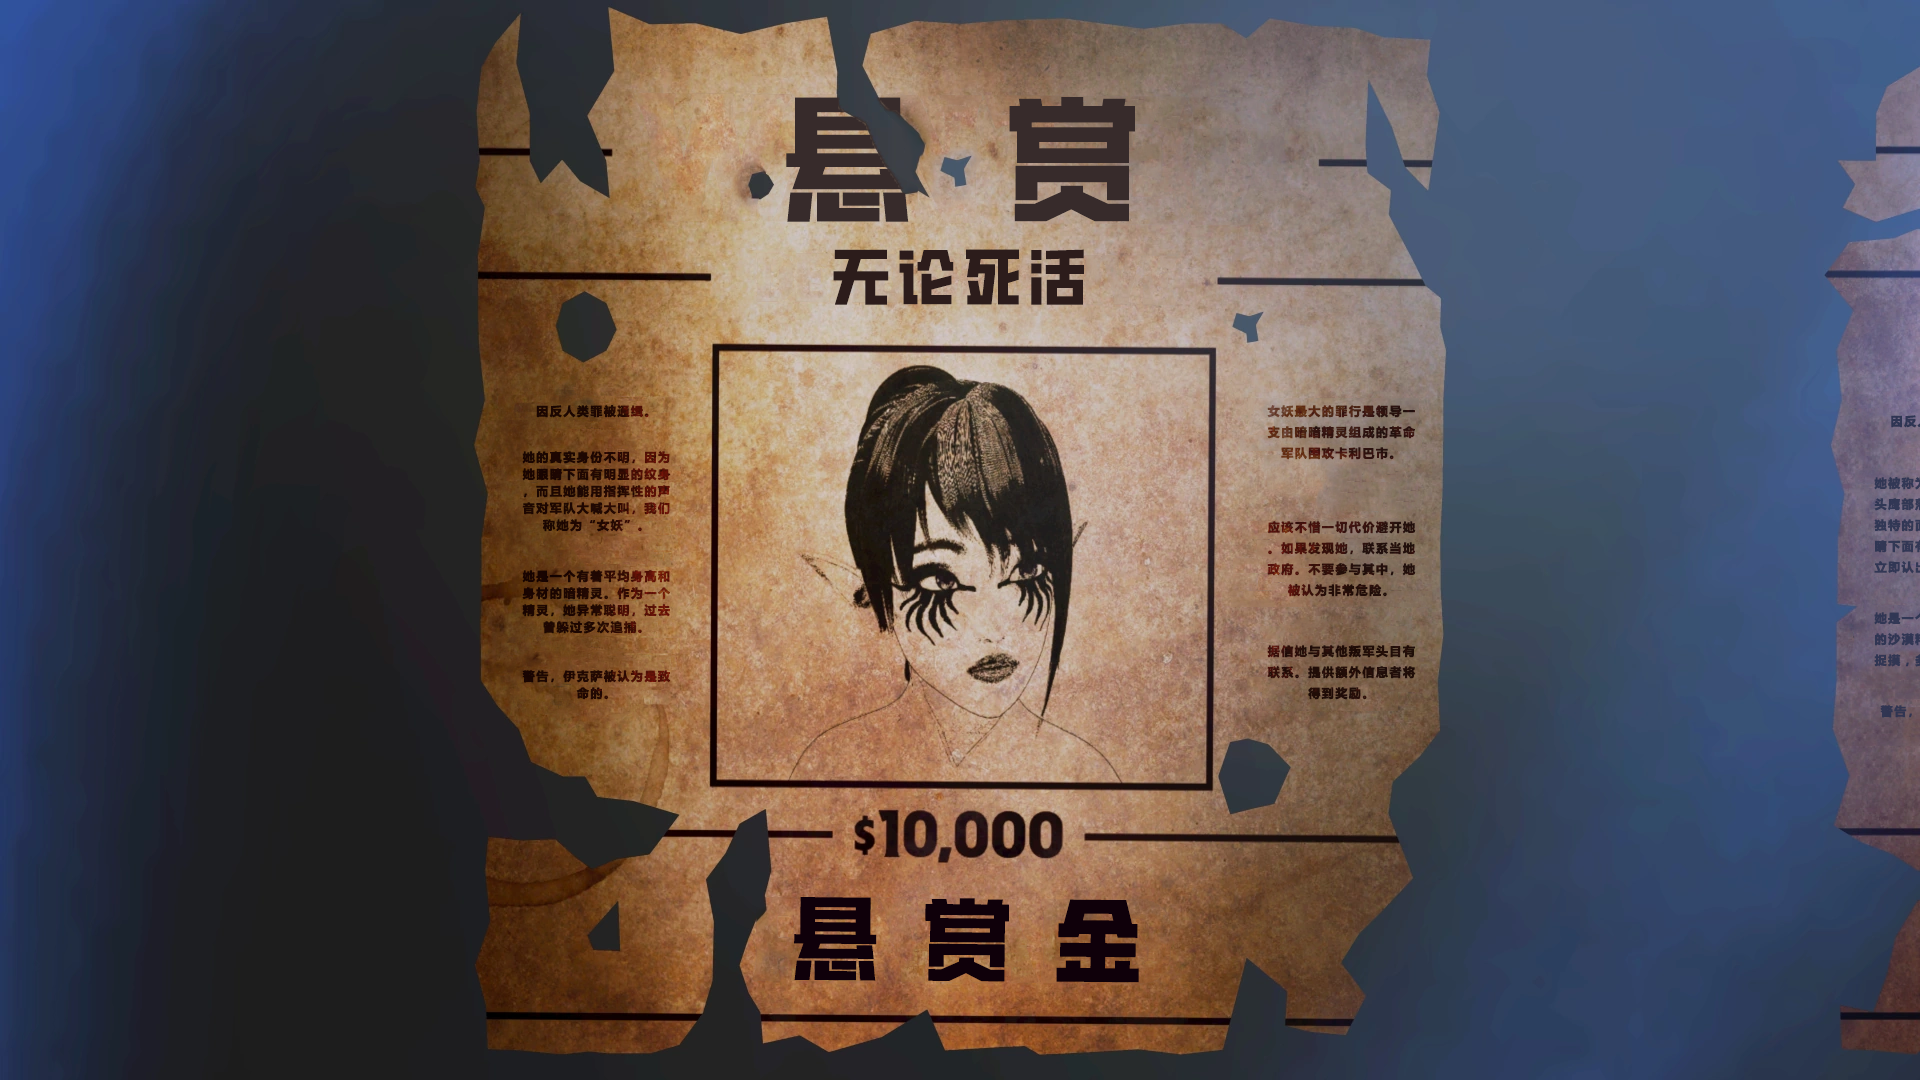 悬赏
无论死活
因反人类罪被通缉。
她的真实身份不明，因为
她眼睛下面有明显的纹身
，而且她能用指挥性的声
音对军队大喊大叫，我们
称她为“女妖”。
她是一个有着平均身高和
身材的暗精灵。作为一个
精灵，她异常聪明，过去
曾躲过多次追捕。
警告，伊克萨被认为是致
命的。
女妖最大的罪行是领导一
支由暗暗精灵组成的革命
军队围攻卡利巴市。
应该不惜一切代价避开她
。如果发现她，联系当地
政府。不要参与其中，她
被认为非常危险。
据信她与其他叛军头目有
联系。提供额外信息者将
得到奖励。
$10,000
悬赏金
因反
她被称为
独特的面
睛下面有
立即认出
她是一个
的沙漠精
警告，